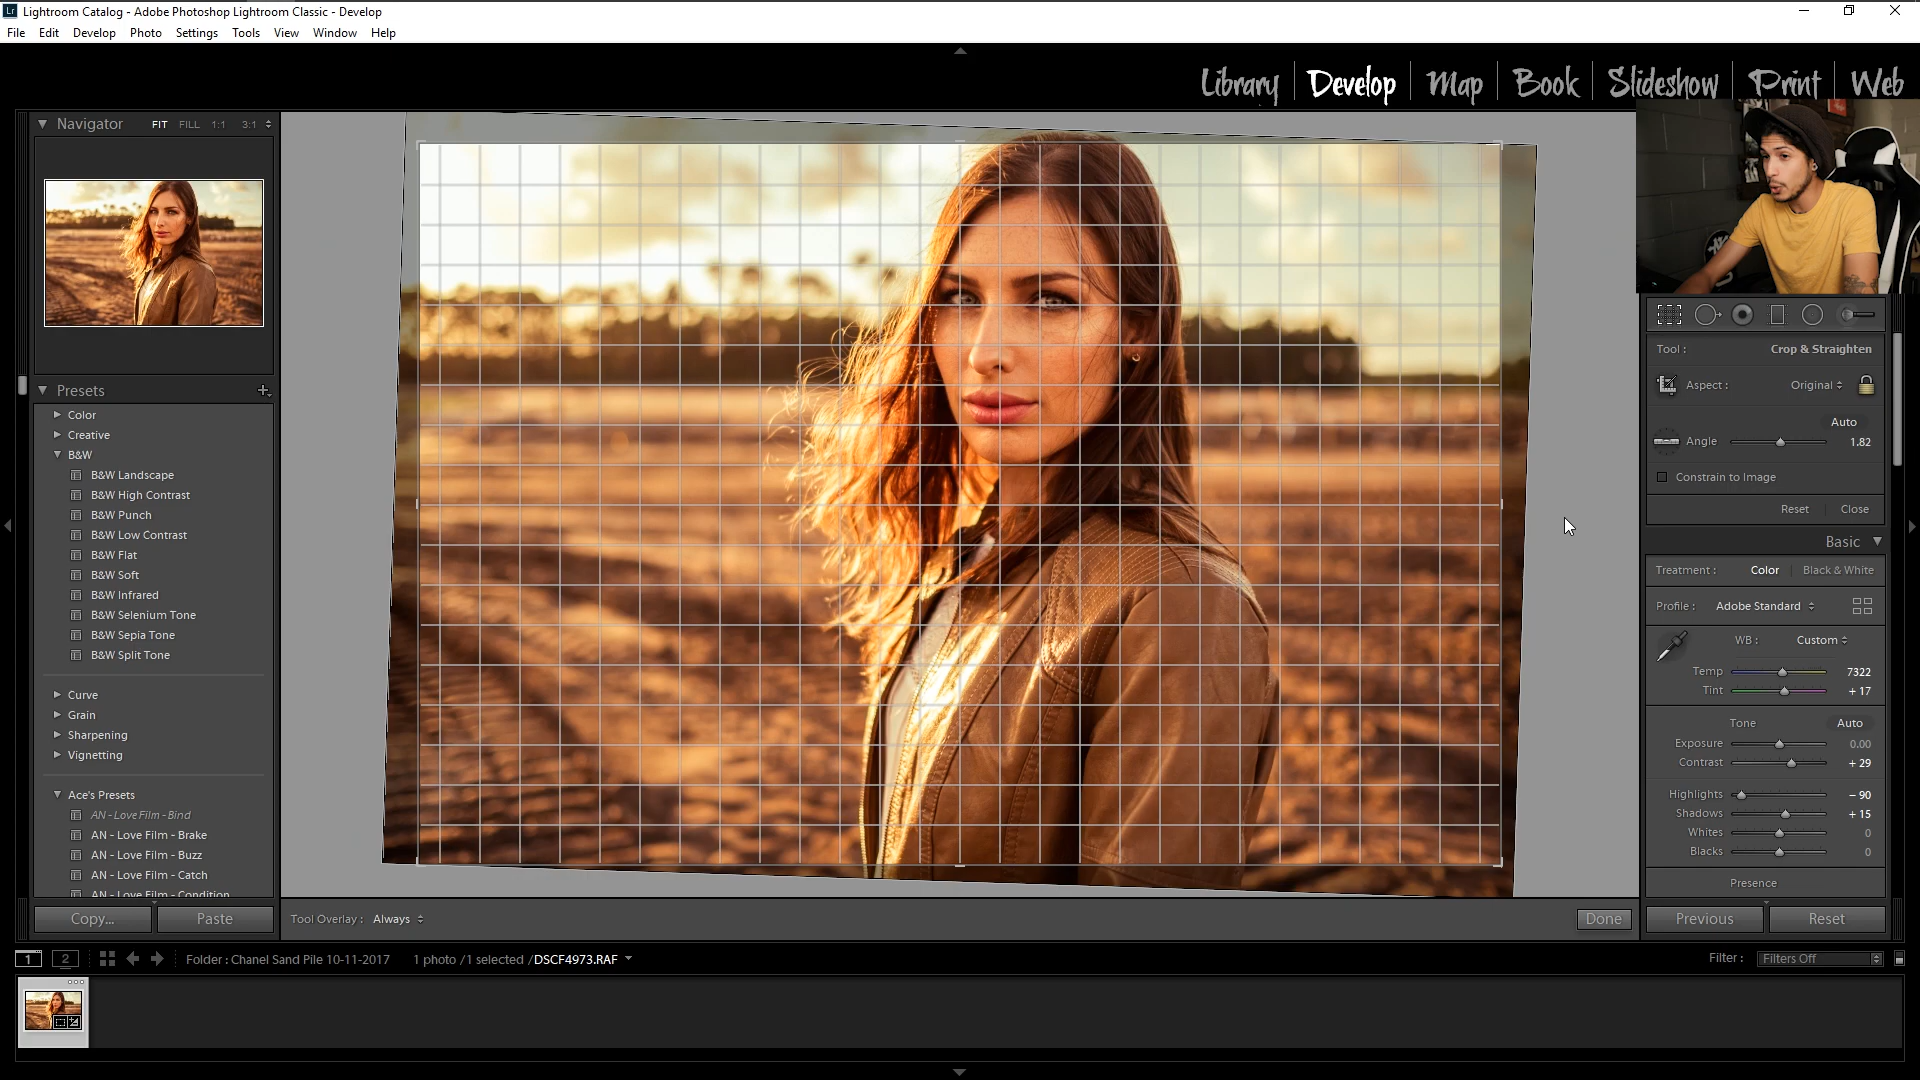 Lr Lightroom Catalog - Adobe Photoshop Lightroom Classic - Develop
File Edit Develop Photo Settings Tools View Window Help
Library Develop Map Book Slideshow Print Web
Navigator FIT FILL 1:1 3:1
Presets +
Color
Creative
B&W
B&W Landscape
B&W High Contrast
B&W Punch
B&W Low Contrast
B&W Flat
B&W Soft
B&W Infrared
B&W Selenium Tone
B&W Sepia Tone
B&W Split Tone
Curve
Grain
Sharpening
Vignetting
Ace's Presets
AN - Love Film - Bind
AN - Love Film - Brake
AN - Love Film - Buzz
AN - Love Film - Catch
AN - Love Film - Condition
Copy... Paste
Tool Overlay : Always Done
Tool : Crop & Straighten
Aspect : Original
Auto
Angle 1.82
Constrain to Image
Reset Close
Basic
Treatment : Color Black & White
Profile : Adobe Standard
WB : Custom
Temp 7322
Tint + 17
Tone Auto
Exposure 0.00
Contrast + 29
Highlights − 90
Shadows + 15
Whites 0
Blacks 0
Presence
Previous Reset
1 2 Folder : Chanel Sand Pile 10-11-2017 1 photo / 1 selected / DSCF4973.RAF Filter : Filters Off